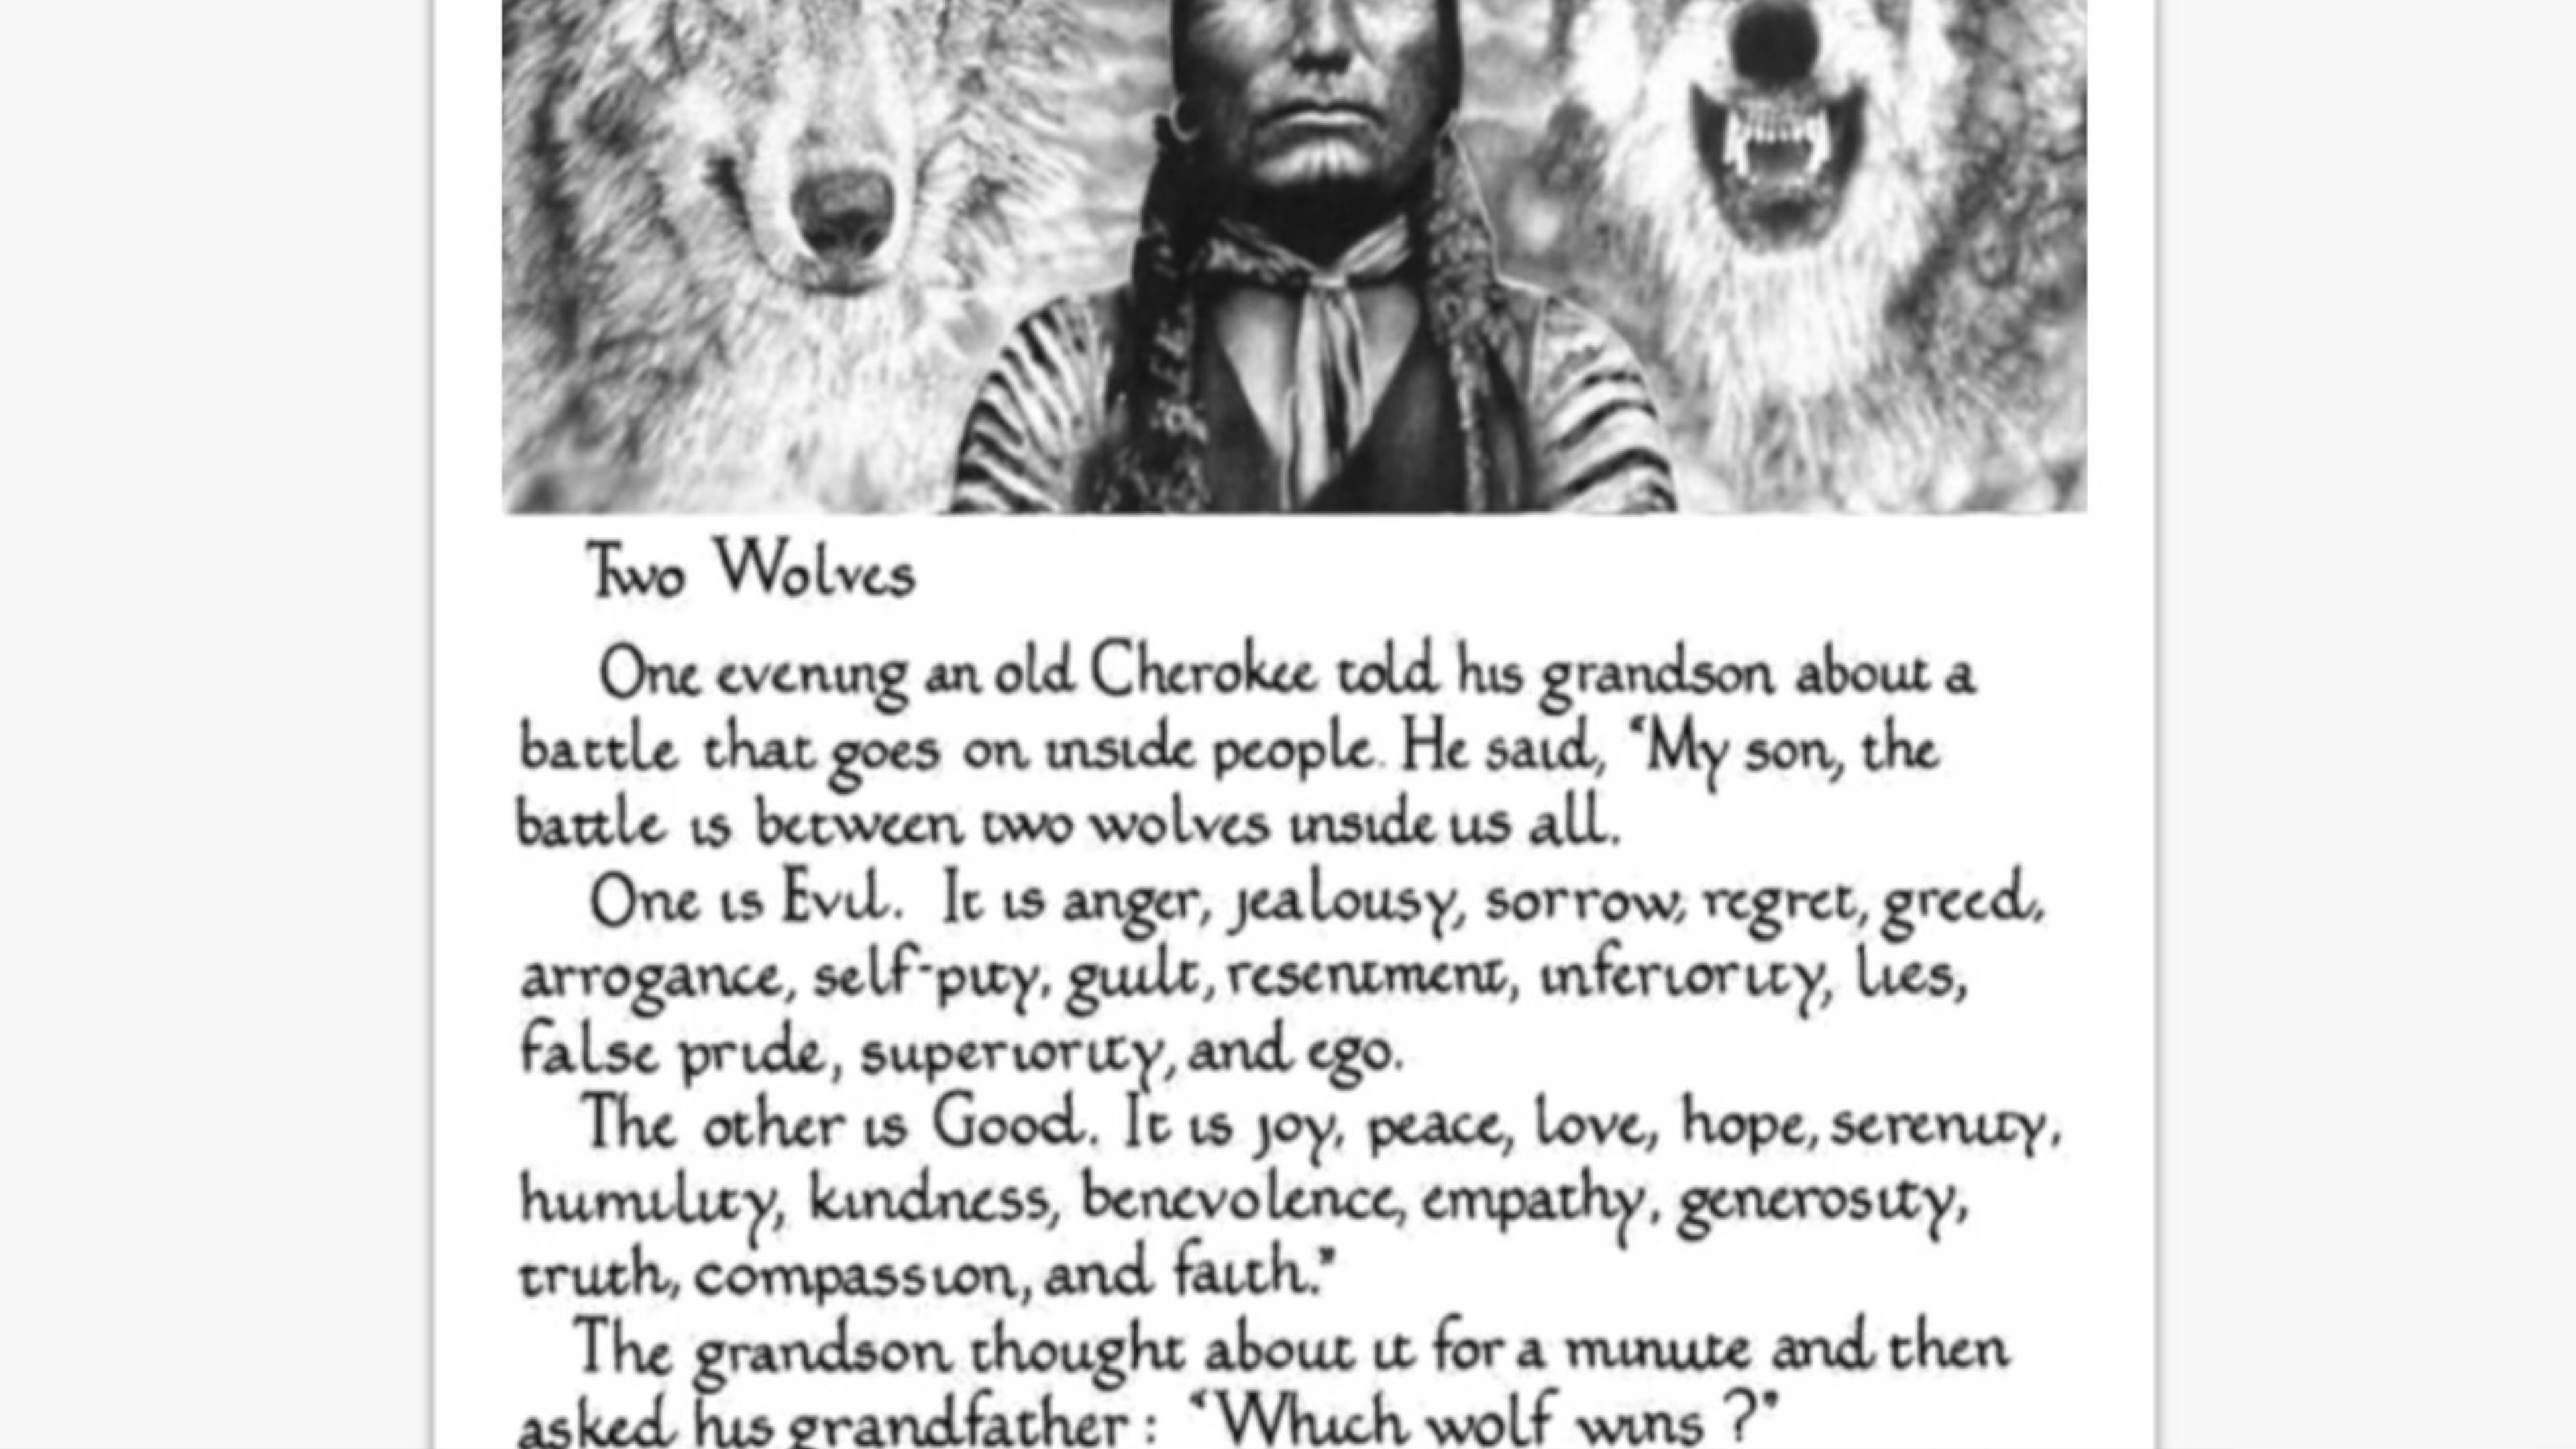 Two Wolves
One evening an old Cherokee told his grandson about a
battle that goes on inside people. He said, "My son, the
battle is between two wolves inside us all.
One is Evil. It is anger, jealousy, sorrow, regret, greed,
arrogance, self-pity, guilt, resentment, inferiority, lies,
false pride, superiority, and ego.
The other is Good. It is joy, peace, love, hope, serenity,
humility, kindness, benevolence, empathy, generosity,
truth, compassion, and faith."
The grandson thought about it for a minute and then
asked his grandfather: "Which wolf wins?"